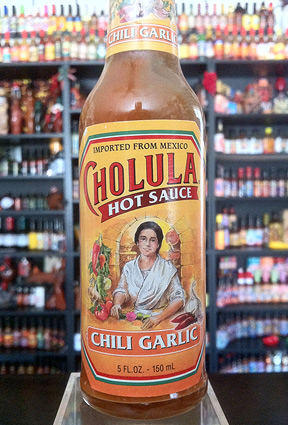 CHILI GARLIC
IMPORTED FROM MEXICO
CHOLULA
HOT SAUCE
CHILI GARLIC
5 FL.OZ. - 150 mL